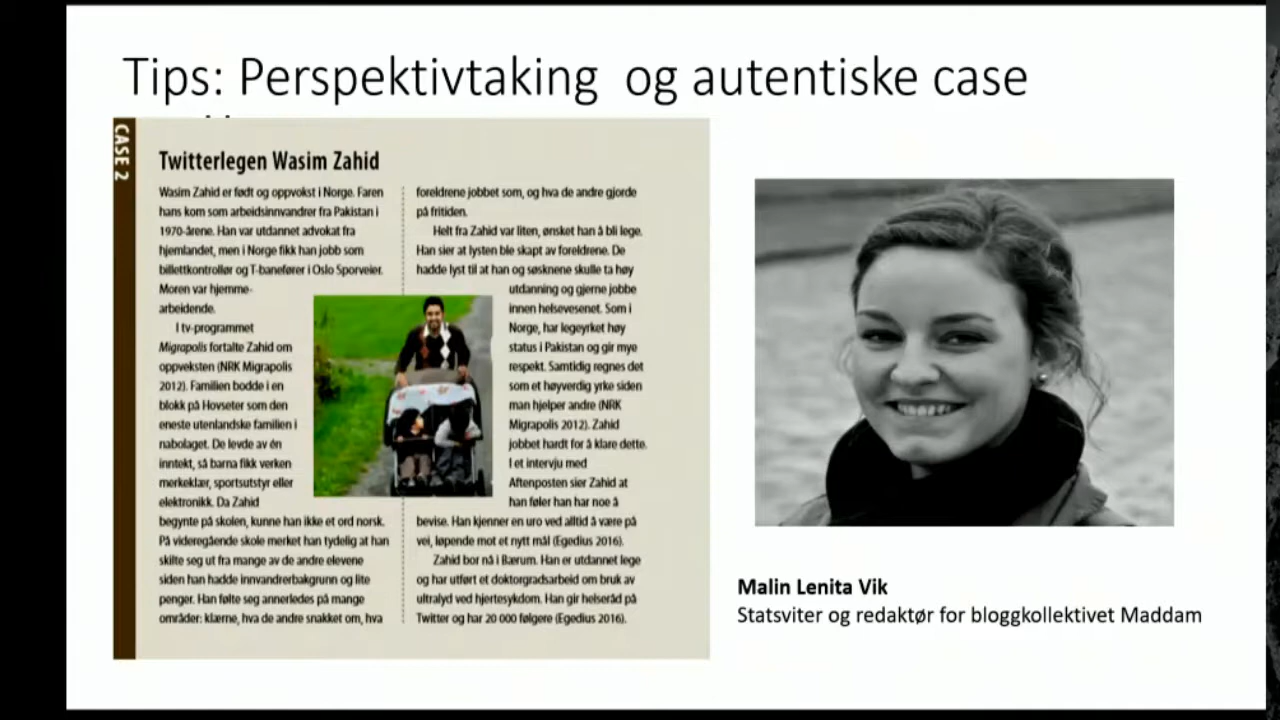 Tips: Perspektivtaking og autentiske case
CASE 2
Twitterlegen Wasim Zahid
Wasim Zahid er født og oppvokst i Norge. Faren
hans kom som arbeidsinnvandrer fra Pakistan i
1970-årene. Han var utdannet advokat fra
hjemlandet, men i Norge fikk han jobb som
billettkontrollør og T-banefører i Oslo Sporveier.
Moren var hjemme-
arbeidende.
I tv-programmet
Migrapolis fortalte Zahid om
oppveksten (NRK Migrapolis
2012). Familien bodde i en
blokk på Hovseter som den
eneste utenlandske familien i
nabolaget. De levde av én
inntekt, så barna fikk verken
merkeklær, sportsutstyr eller
elektronikk. Da Zahid
begynte på skolen, kunne han ikke et ord norsk.
På videregående skole merket han tydelig at han
skilte seg ut fra mange av de andre elevene
siden han hadde innvandrerbakgrunn og lite
penger. Han følte seg annerledes på mange
områder: klærne, hva de andre snakket om, hva
foreldrene jobbet som, og hva de andre gjorde
på fritiden.
Helt fra Zahid var liten, ønsket han å bli lege.
Han sier at lysten ble skapt av foreldrene. De
hadde lyst til at han og søsknene skulle ta høy
utdanning og gjerne jobbe
innen helsevesenet. Som i
Norge, har legeyrket høy
status i Pakistan og gir mye
respekt. Samtidig regnes det
som et høyverdig yrke siden
man hjelper andre (NRK
Migrapolis 2012). Zahid
jobbet hardt for å klare dette.
I et intervju med
Aftenposten sier Zahid at
han føler han har noe å
bevise. Han kjenner en uro ved alltid å være på
vei, løpende mot et nytt mål (Egedius 2016).
Zahid bor nå i Bærum. Han er utdannet lege
og har utført et doktorgradsarbeid om bruk av
ultralyd ved hjertesykdom. Han gir helseråd på
Twitter og har 20 000 følgere (Egedius 2016).
Malin Lenita Vik
Statsviter og redaktør for bloggkollektivet Maddam